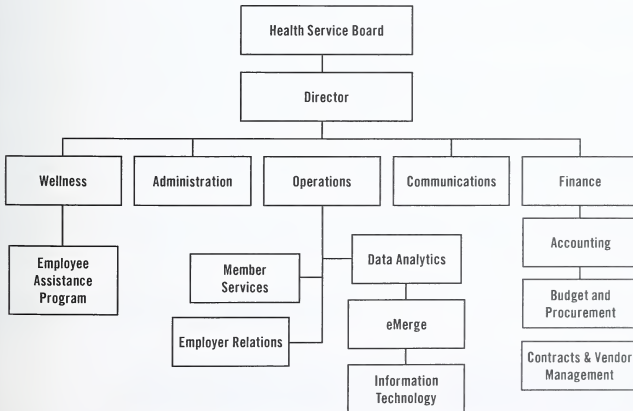 Health Service Board
Director
Wellness
Administration
Operations
Communications
Finance
Employee
Assistance
Program
Member
Services
Employer Relations
Data Analytics
eMerge
Information
Technology
Accounting
Budget and
Procurement
Contracts & Vendor
Management